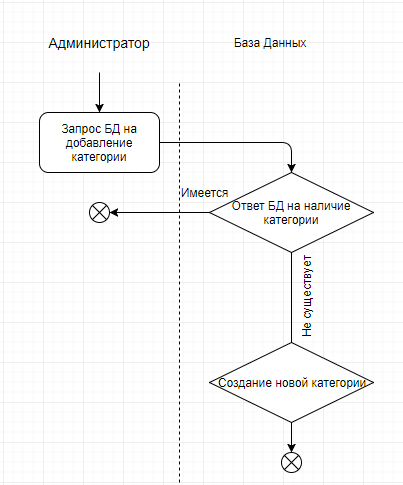 Администратор
База Данных
Запрос БД на
добавление
категории
Имеется
Ответ БД на наличие
категории
Не существует
Создание новой категории